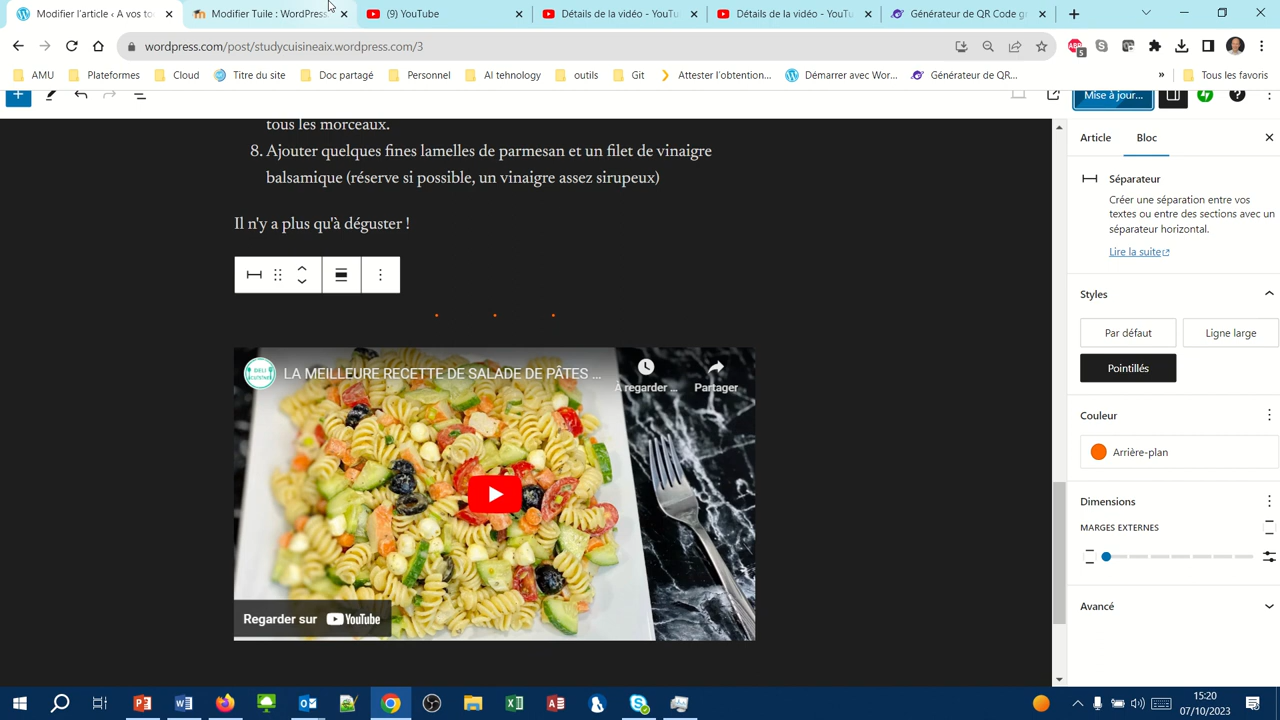 Modifier l'article ‹ A vos to
Modifier Tuile : WordPress.
(9) YouTube
Détails de la vidéo - YouTu
Détails de la vidéo - YouTu
Générateur de QR Code gr
wordpress.com/post/studycuisineaix.wordpress.com/3
5
AMU
Plateformes
Cloud
Titre du site
Doc partagé
Personnel
AI tehnology
outils
Git
Attester l'obtention...
Démarrer avec Wor...
Générateur de QR...
»
Tous les favoris
Mise à jour...
tous les morceaux.
8. Ajouter quelques fines lamelles de parmesan et un filet de vinaigre
balsamique (réserve si possible, un vinaigre assez sirupeux)
Il n'y a plus qu'à déguster !
DELI
CUISINE
LA MEILLEURE RECETTE DE SALADE DE PÂTES ...
À regarder ...
Partager
Regarder sur YouTube
Article
Bloc
Séparateur
Créer une séparation entre vos
textes ou entre des sections avec un
séparateur horizontal.
Lire la suite
Styles
Par défaut
Ligne large
Pointillés
Couleur
Arrière-plan
Dimensions
MARGES EXTERNES
Avancé
15:20
07/10/2023